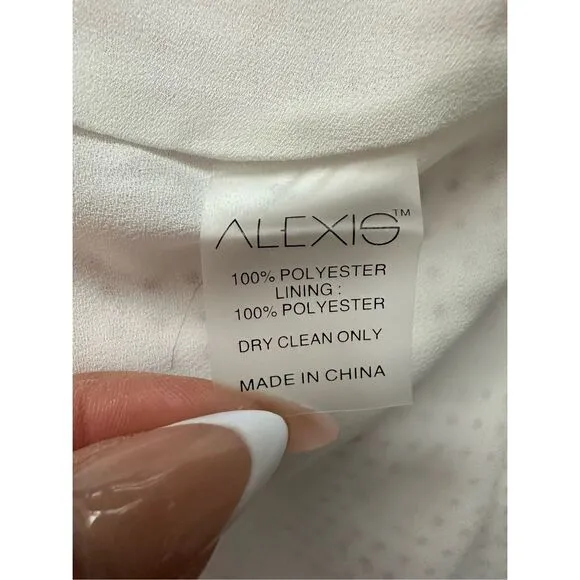 ALEXIS™
100% POLYESTER
LINING :
100% POLYESTER
DRY CLEAN ONLY
MADE IN CHINA